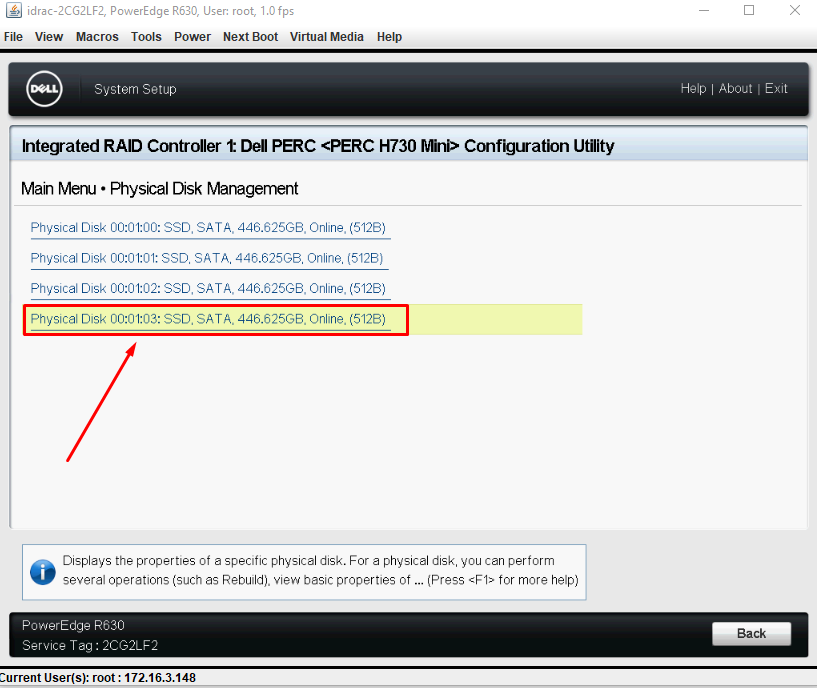 idrac-2CG2LF2, PowerEdge R630, User: root, 1.0 fps
File View Macros Tools Power Next Boot Virtual Media Help
DELL
System Setup
Help | About | Exit
Integrated RAID Controller 1: Dell PERC <PERC H730 Mini> Configuration Utility
Main Menu • Physical Disk Management
Physical Disk 00:01:00: SSD, SATA, 446.625GB, Online, (512B)
Physical Disk 00:01:01: SSD, SATA, 446.625GB, Online, (512B)
Physical Disk 00:01:02: SSD, SATA, 446.625GB, Online, (512B)
Physical Disk 00:01:03: SSD, SATA, 446.625GB, Online, (512B)
Displays the properties of a specific physical disk. For a physical disk, you can perform
several operations (such as Rebuild), view basic properties of ... (Press <F1> for more help)
PowerEdge R630
Service Tag : 2CG2LF2
Back
Current User(s): root : 172.16.3.148